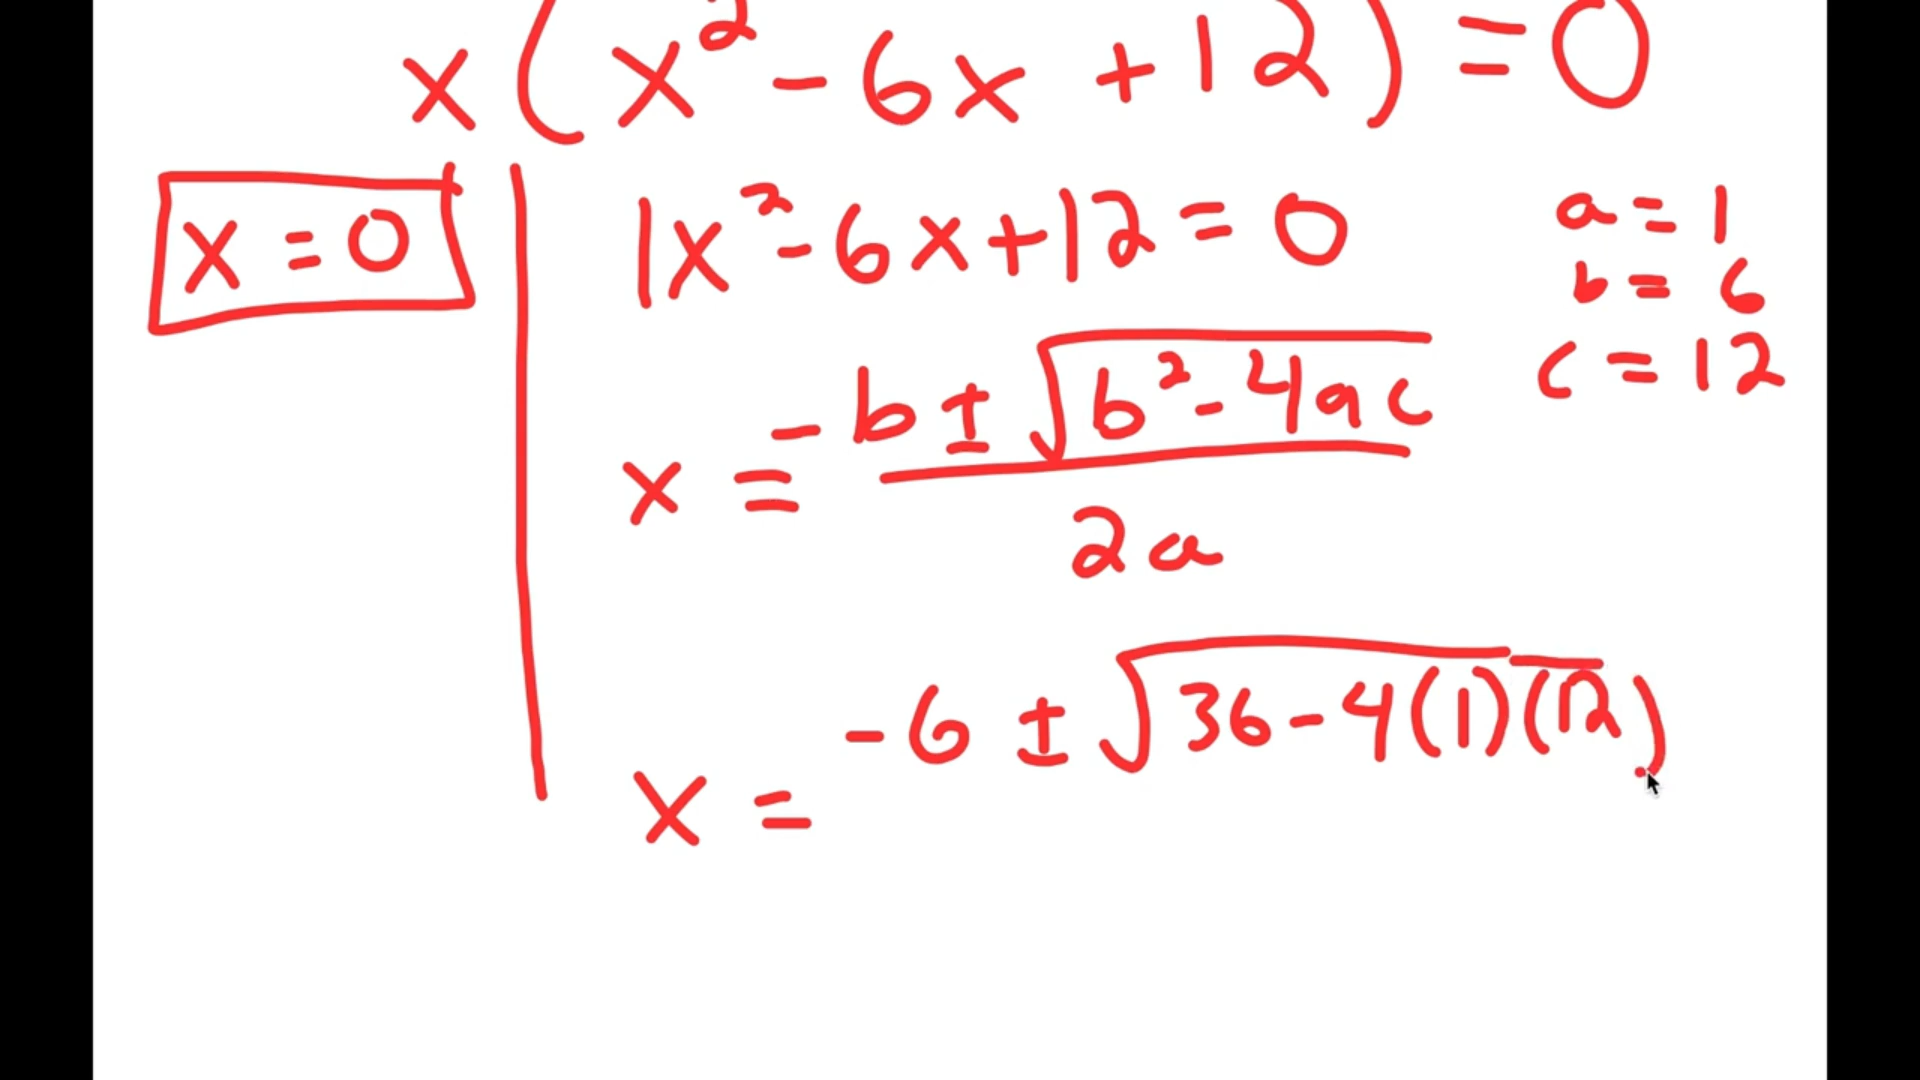 x(x²-6x+12)=0
x=0
1x²-6x+12=0
a=1
b=6
c=12
x=-b±√b²-4ac
2a
x=-6±√36-4(1)(12)